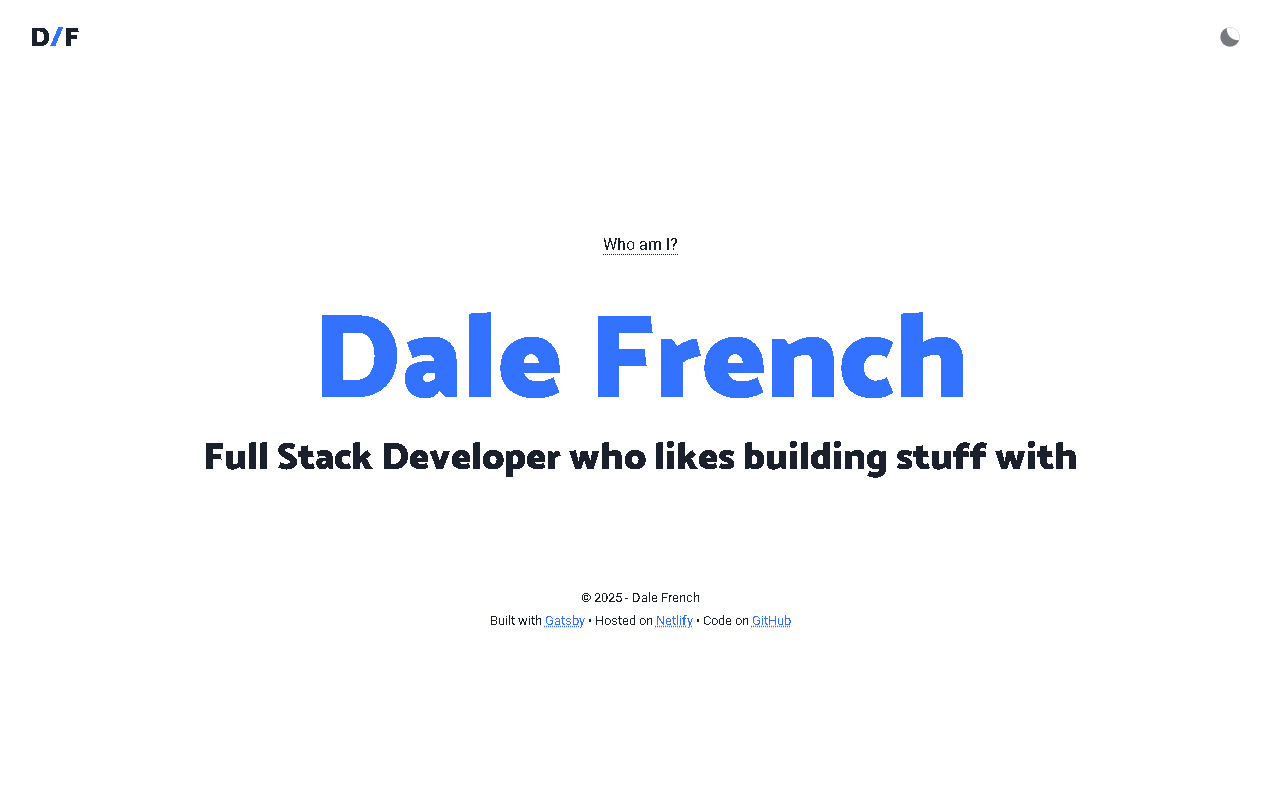 D/F
Who am I?
Dale French
Full Stack Developer who likes building stuff with
© 2025 - Dale French
Built with Gatsby • Hosted on Netlify • Code on GitHub